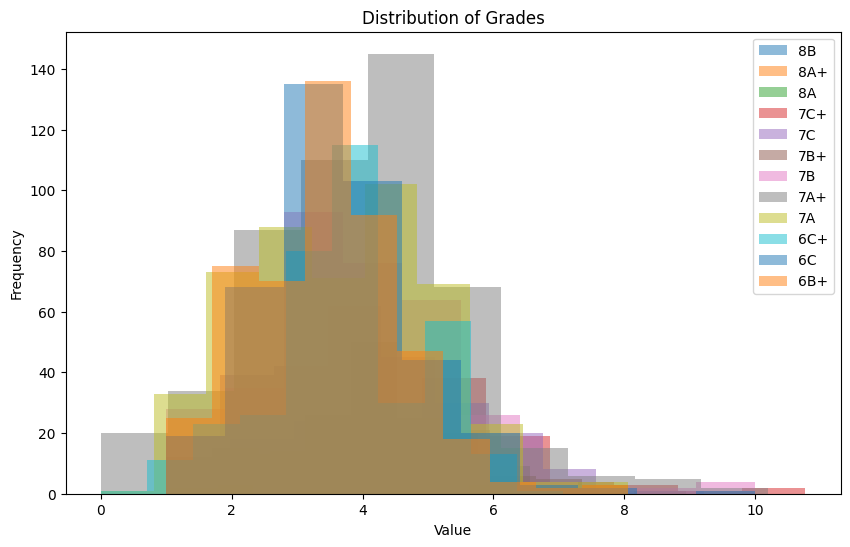 Distribution of Grades
8B
8A+
8A
7C+
7C
7B+
7B
7A+
7A
6C+
6C
6B+
Frequency
140
120
100
80
60
40
20
0
0 2 4 6 8 10
Value